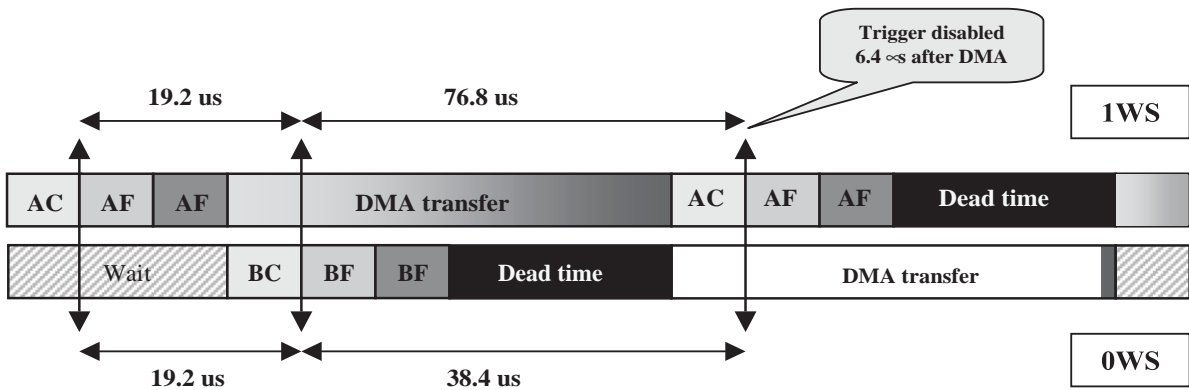 Trigger disabled
6.4 ∝s after DMA
19.2 us
76.8 us
1WS
AC
AF
AF
DMA transfer
AC
AF
AF
Dead time
Wait
BC
BF
BF
Dead time
DMA transfer
19.2 us
38.4 us
0WS